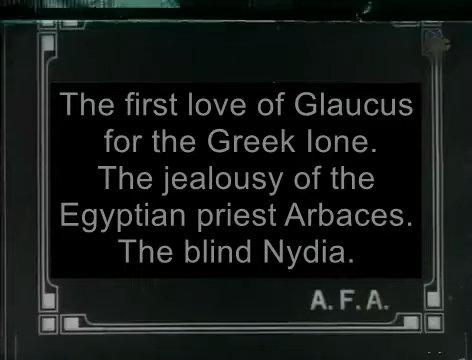 The first love of Glaucus
for the Greek Ione.
The jealousy of the
Egyptian priest Arbaces.
The blind Nydia.
A. F. A.